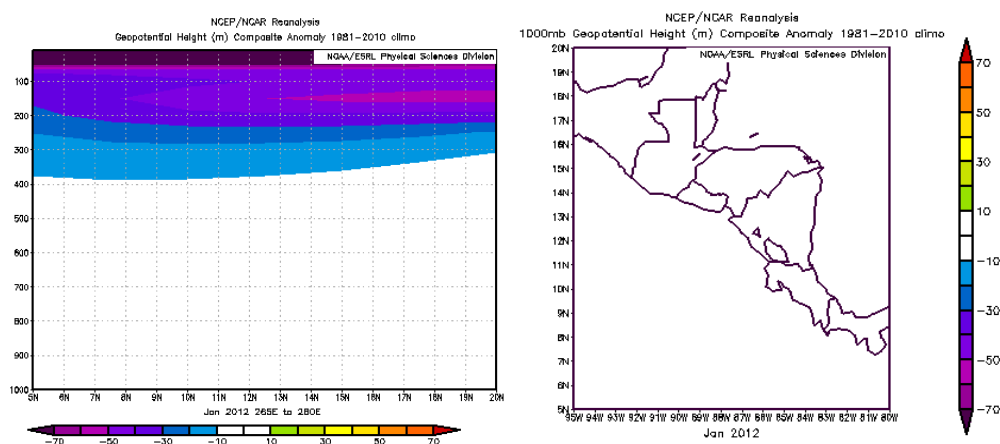 NCEP/NCAR Reanalysis
Geopotential Height (m) Composite Anomaly 1981-2010 climo
NOAA/ESRL Physical Sciences Division
100
200
300
400
500
600
700
800
900
1000
5N 6N 7N 8N 9N 10N 11N 12N 13N 14N 15N 16N 17N 18N 19N 20N
Jan 2012 265E to 280E
-70 -50 -30 -10 10 30 50 70
NCEP/NCAR Reanalysis
1000mb Geopotential Height (m) Composite Anomaly 1981-2010 climo
NOAA/ESRL Physical Sciences Division
20N
19N
18N
17N
16N
15N
14N
13N
12N
11N
10N
9N
8N
7N
6N
5N
95W 94W 93W 92W 91W 90W 89W 88W 87W 86W 85W 84W 83W 82W 81W 80W
Jan 2012
70
50
30
10
-10
-30
-50
-70